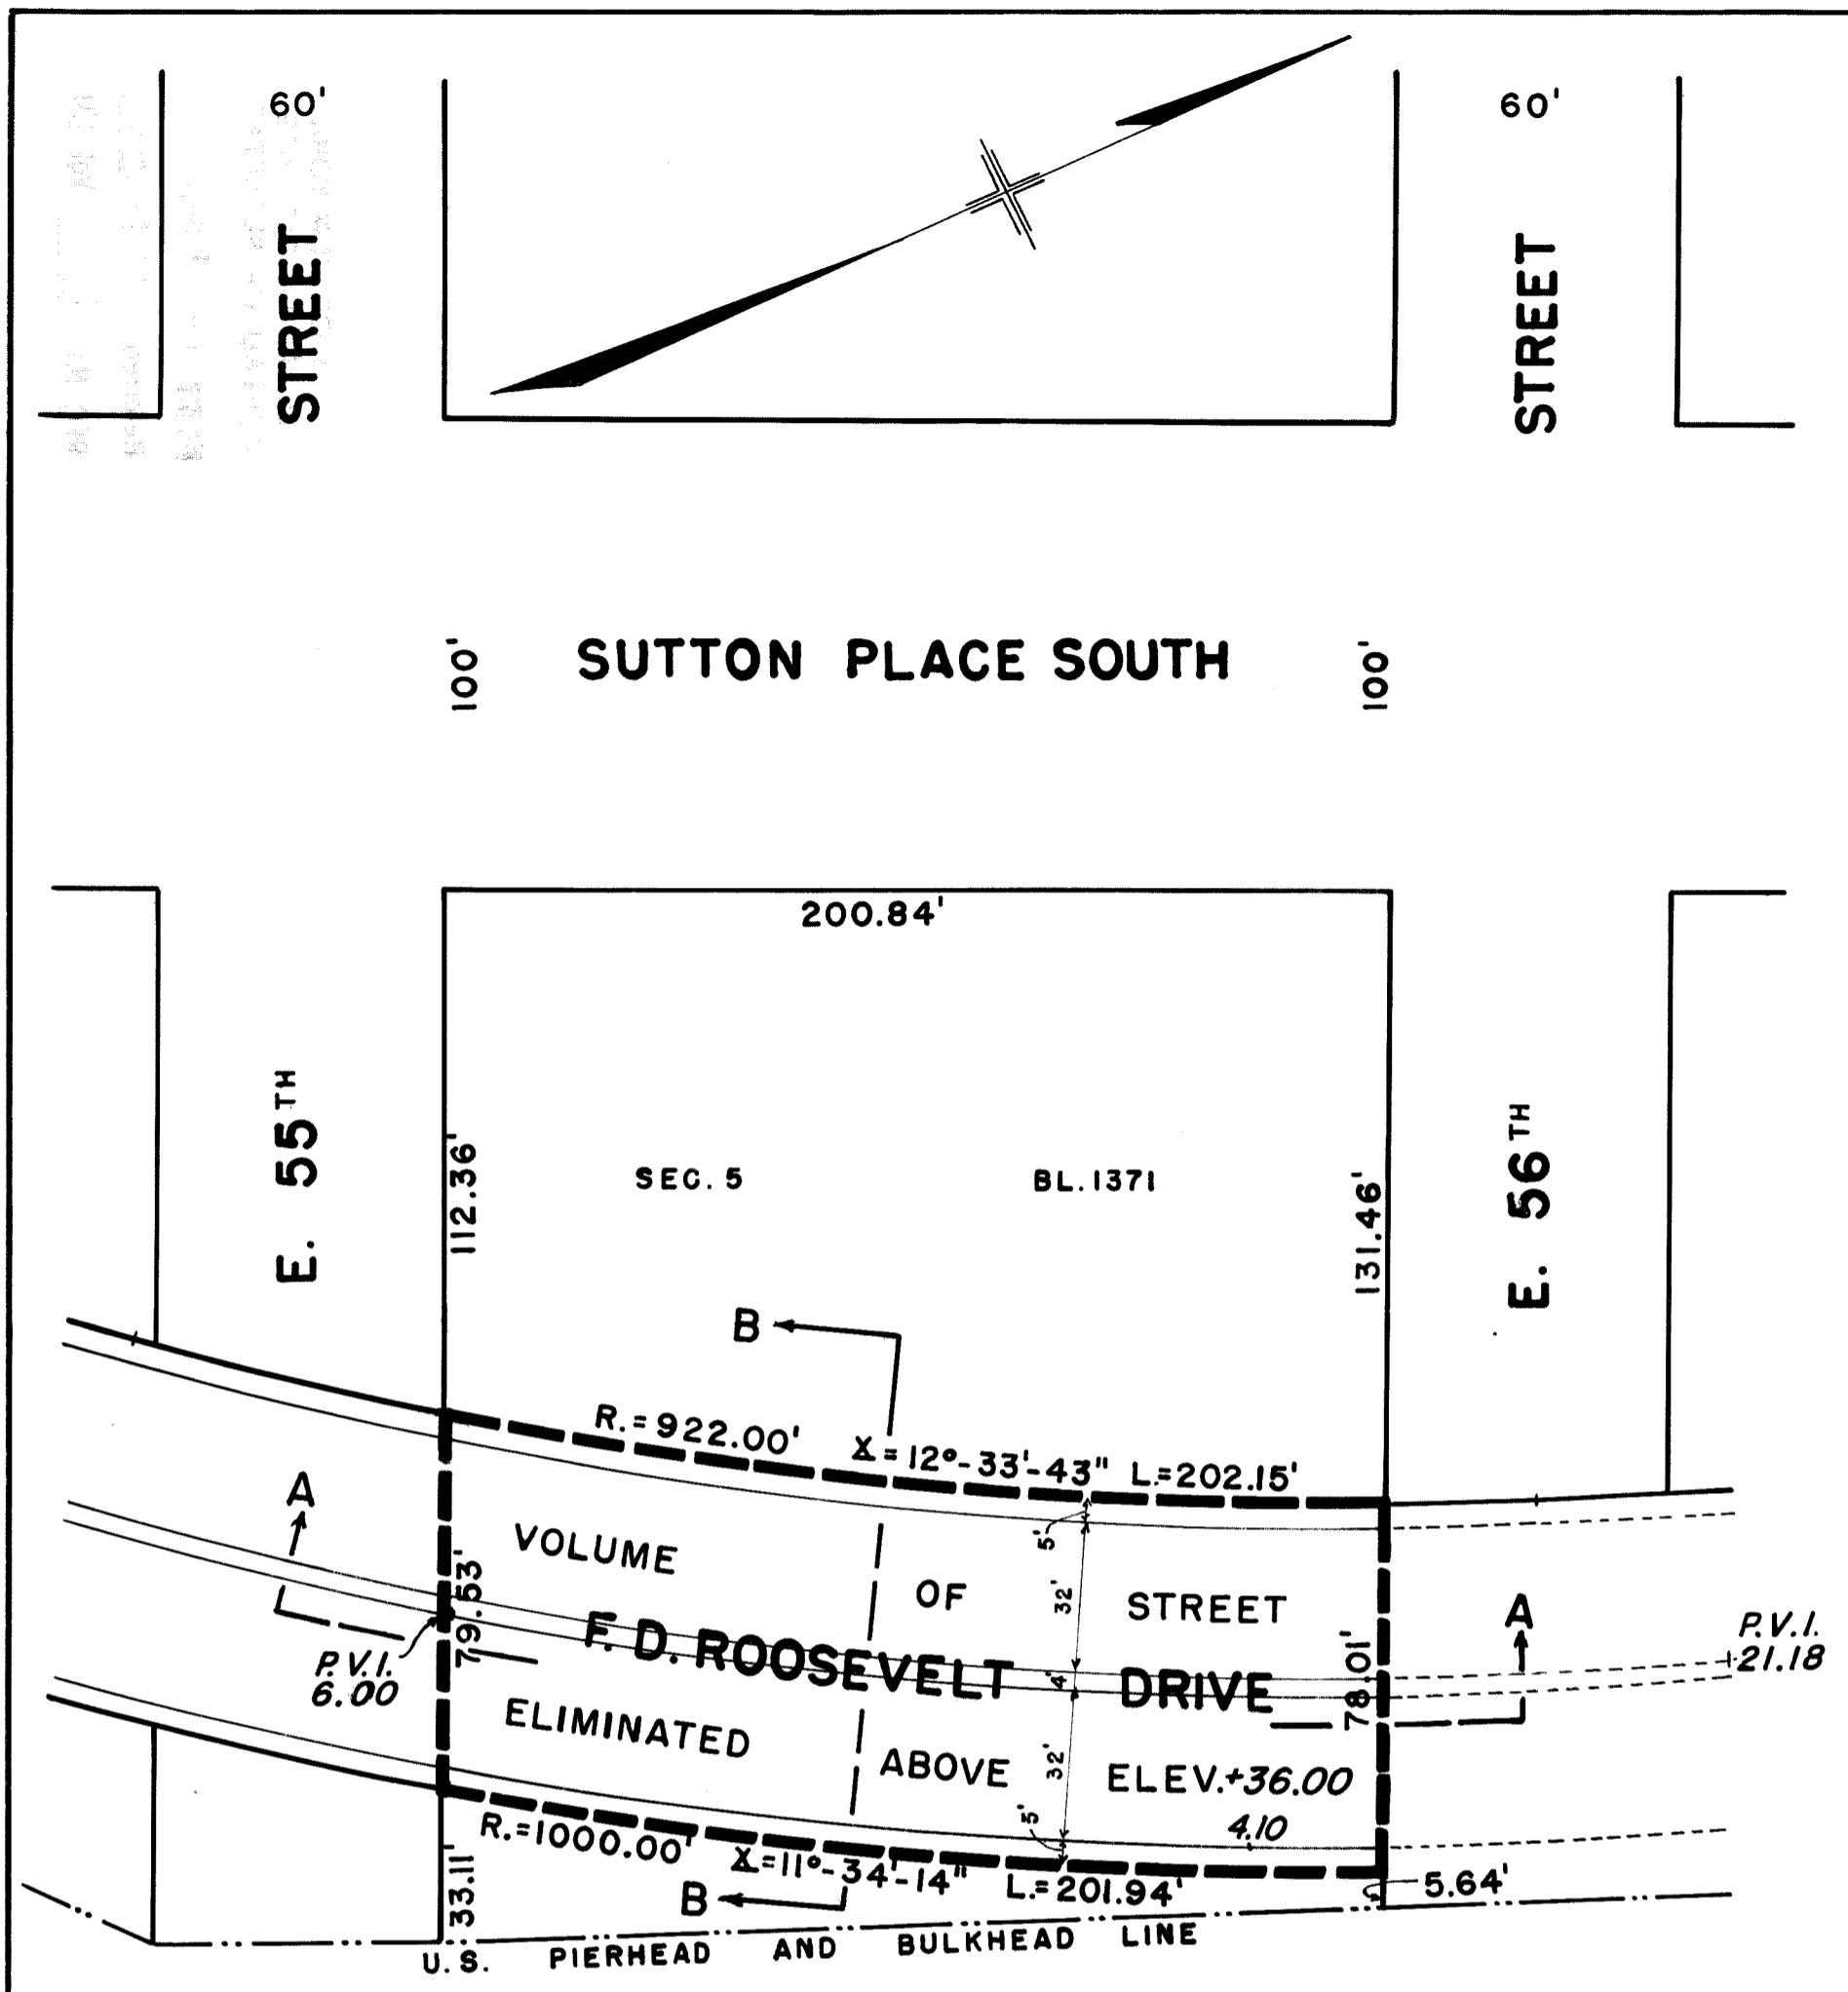 60'
60'
STREET
STREET
100'
SUTTON PLACE SOUTH
100'
200.84'
E. 55TH
112.36'
SEC. 5
BL. 1371
131.46'
E. 56TH
B
R.=922.00'
X=12°-33'-43"
L.=202.15'
A
VOLUME
OF
STREET
5'
32'
A
79.53'
F. D. ROOSEVELT DRIVE
4'
78.01'
P.V.I.
21.18
P.V.I.
6.00
ELIMINATED
ABOVE
32'
ELEV.+36.00
5'
4.10
R.=1000.00'
X=11°-34'-14"
L.=201.94'
5.64'
33.11'
B
U.S. PIERHEAD AND BULKHEAD LINE